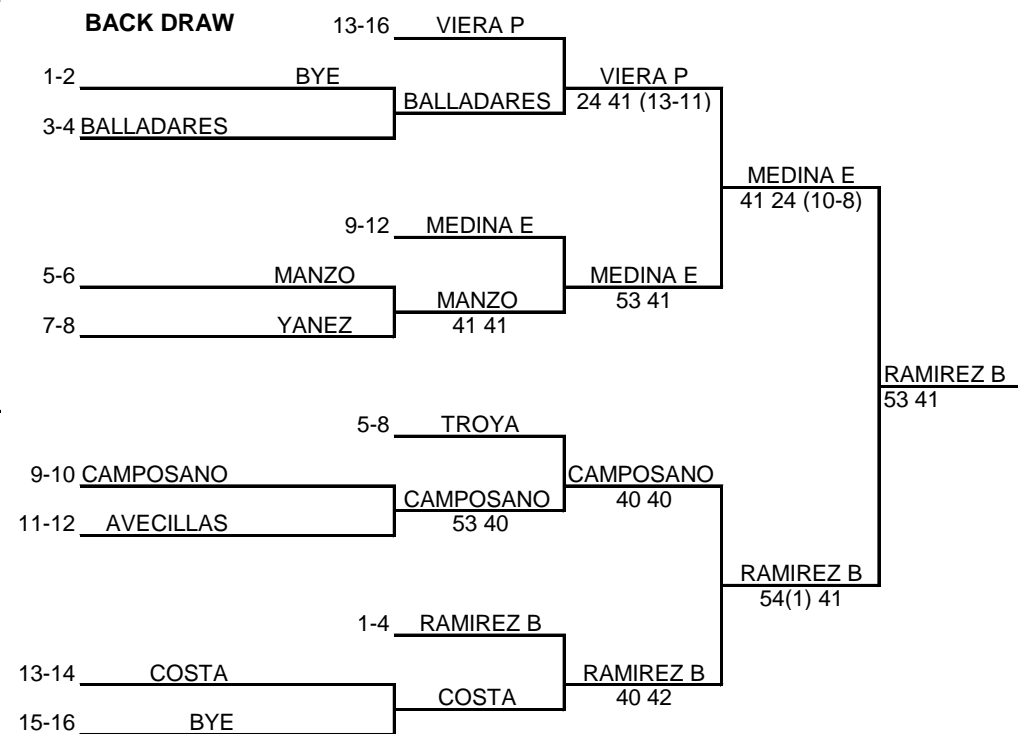 BACK DRAW
13-16 VIERA P
1-2 BYE
VIERA P
BALLADARES
24 41 (13-11)
3-4 BALLADARES
MEDINA E
41 24 (10-8)
9-12 MEDINA E
5-6 MANZO
MEDINA E
MANZO
53 41
7-8 YANEZ
41 41
RAMIREZ B
53 41
5-8 TROYA
9-10 CAMPOSANO
CAMPOSANO
CAMPOSANO
40 40
11-12 AVECILLAS
53 40
RAMIREZ B
54(1) 41
1-4 RAMIREZ B
13-14 COSTA
RAMIREZ B
COSTA
40 42
15-16 BYE